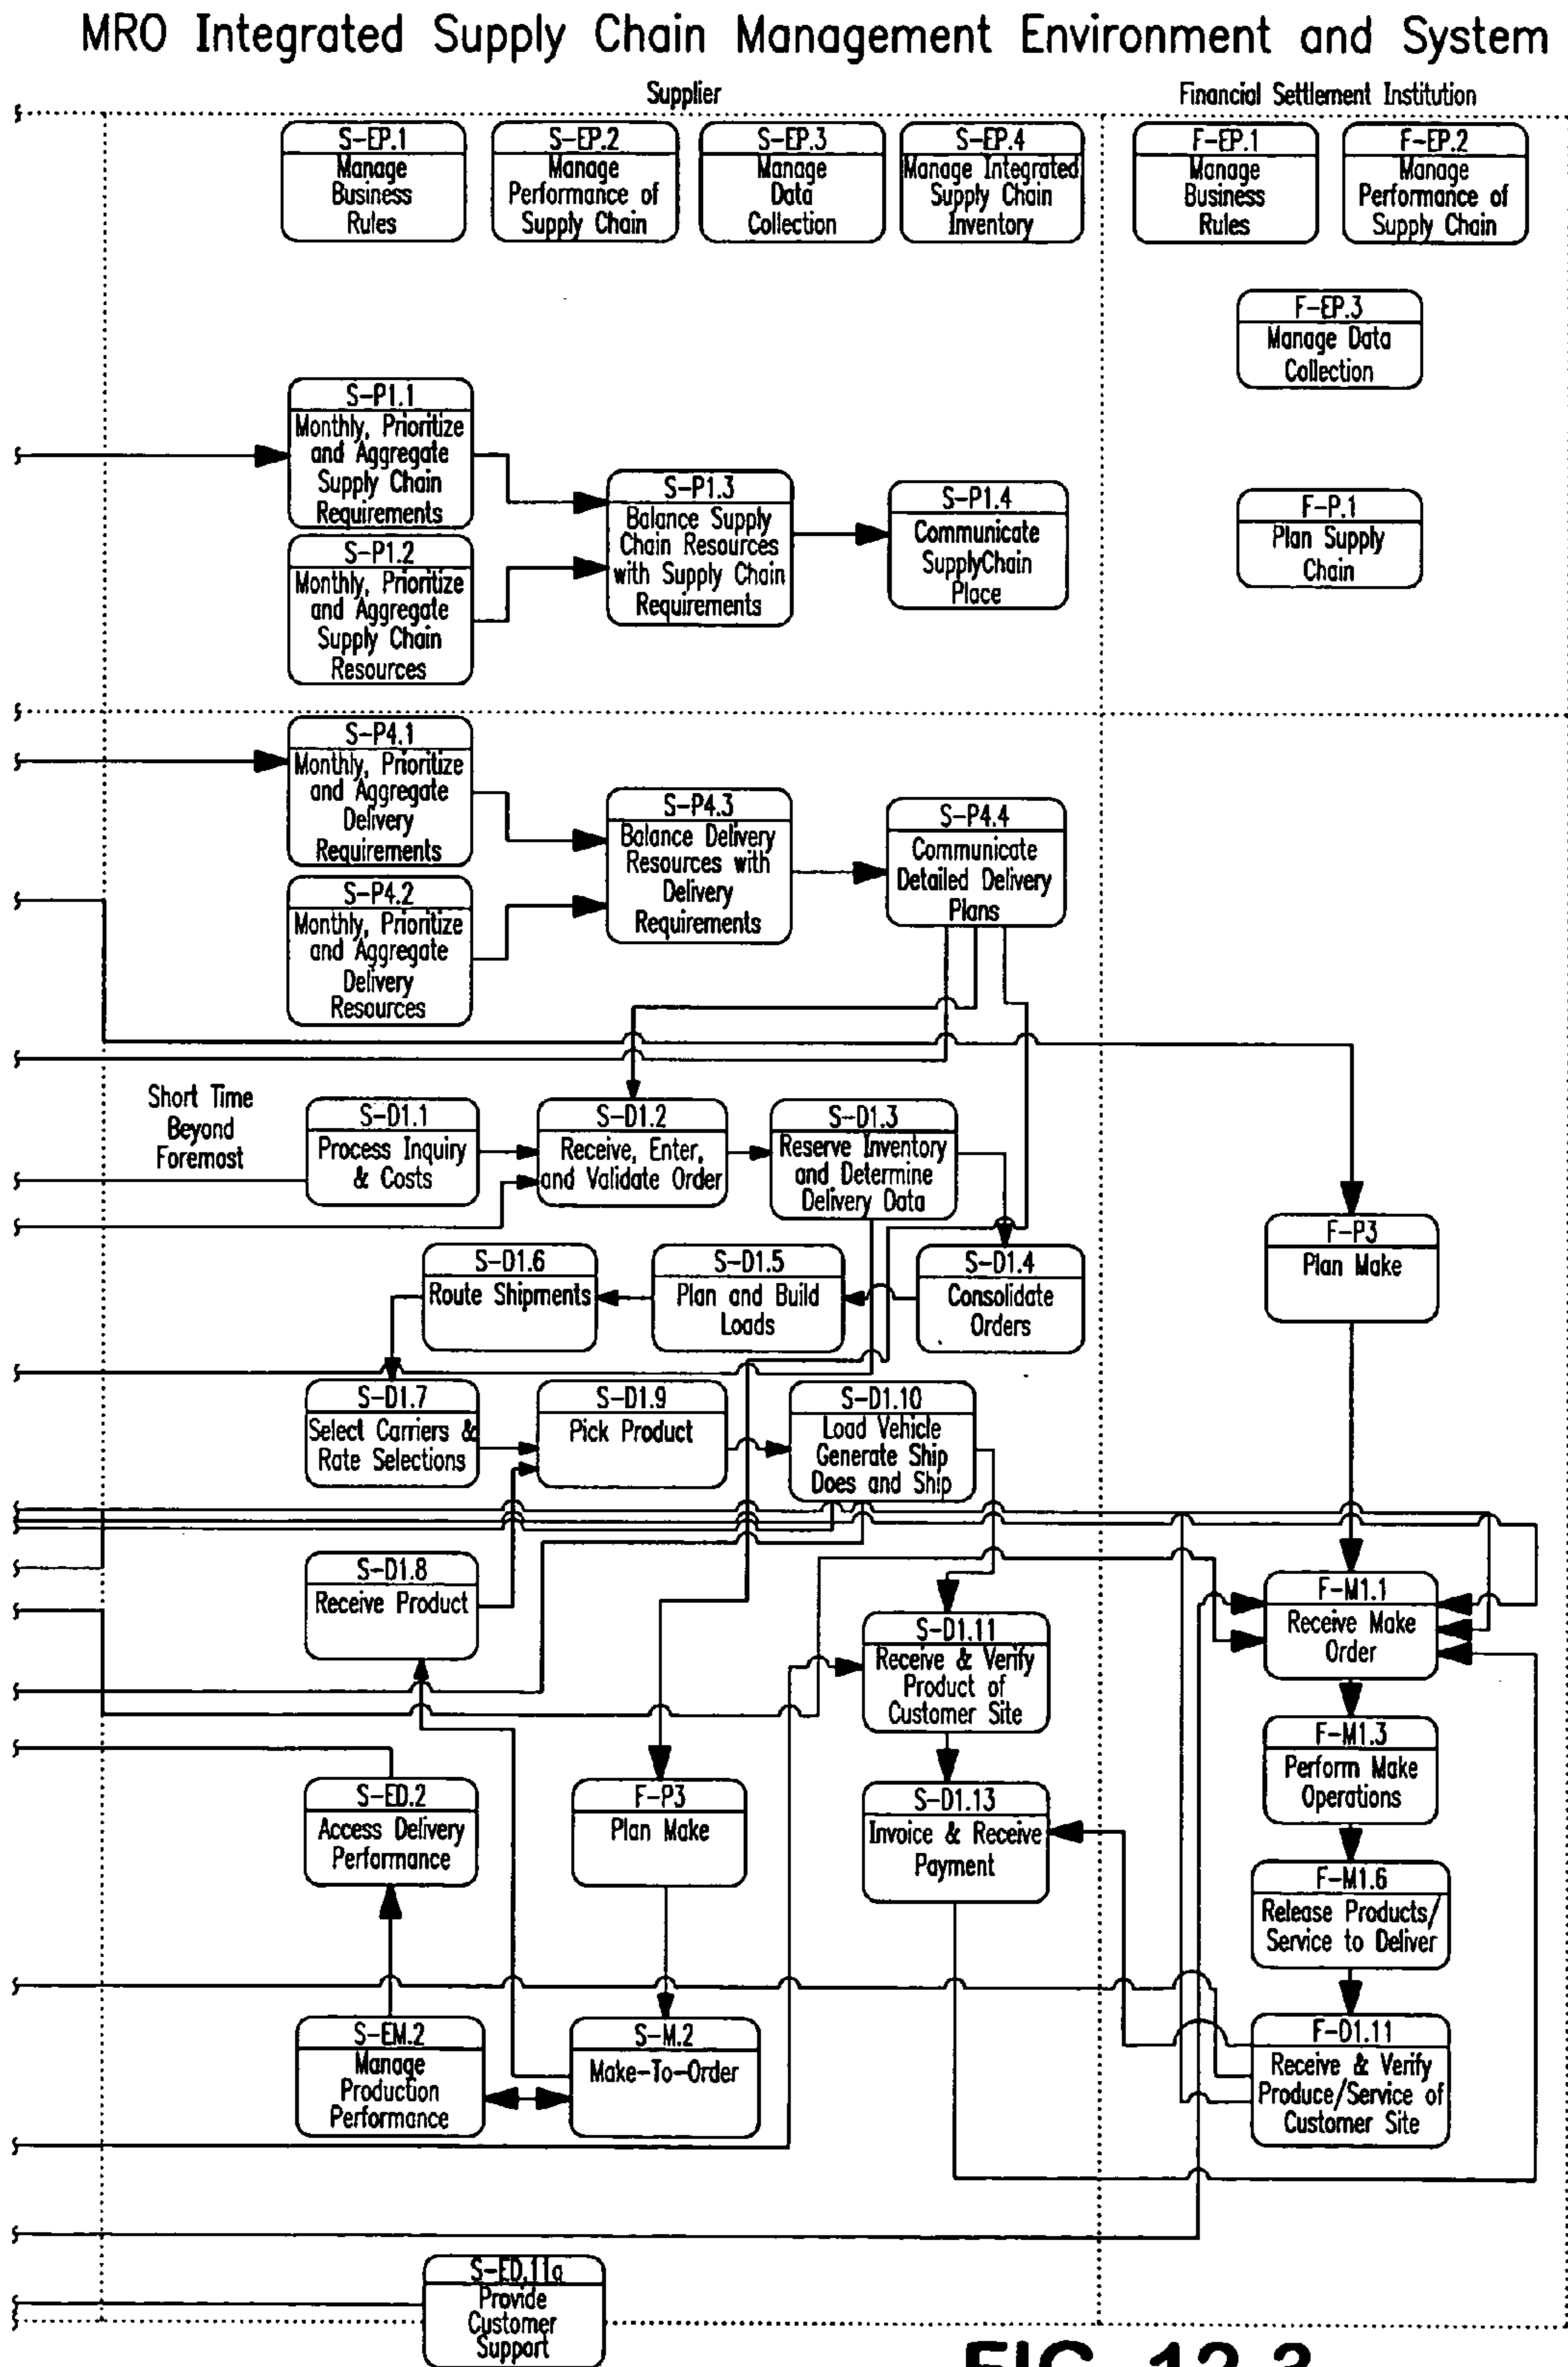 MRO Integrated Supply Chain Management Environment and System
Supplier
Financial Settlement Institution
S-EP.1
Manage
Business
Rules
S-EP.2
Manage
Performance of
Supply Chain
S-EP.3
Manage
Data
Collection
S-EP.4
Manage Integrated
Supply Chain
Inventory
F-EP.1
Manage
Business
Rules
F-EP.2
Manage
Performance of
Supply Chain
F-EP.3
Manage Data
Collection
S-P1.1
Monthly, Prioritize
and Aggregate
Supply Chain
Requirements
S-P1.2
Monthly, Prioritize
and Aggregate
Supply Chain
Resources
S-P1.3
Balance Supply
Chain Resources
with Supply Chain
Requirements
S-P1.4
Communicate
SupplyChain
Place
F-P.1
Plan Supply
Chain
S-P4.1
Monthly, Prioritize
and Aggregate
Delivery
Requirements
S-P4.2
Monthly, Prioritize
and Aggregate
Delivery
Resources
S-P4.3
Balance Delivery
Resources with
Delivery
Requirements
S-P4.4
Communicate
Detailed Delivery
Plans
Short Time
Beyond
Foremost
S-D1.1
Process Inquiry
& Costs
S-D1.2
Receive, Enter,
and Validate Order
S-D1.3
Reserve Inventory
and Determine
Delivery Data
F-P3
Plan Make
S-D1.6
Route Shipments
S-D1.5
Plan and Build
Loads
S-D1.4
Consolidate
Orders
S-D1.7
Select Carriers &
Rate Selections
S-D1.9
Pick Product
S-D1.10
Load Vehicle
Generate Ship
Does and Ship
S-D1.8
Receive Product
S-D1.11
Receive & Verify
Product of
Customer Site
F-M1.1
Receive Make
Order
F-M1.3
Perform Make
Operations
S-ED.2
Access Delivery
Performance
F-P3
Plan Make
S-D1.13
Invoice & Receive
Payment
F-M1.6
Release Products/
Service to Deliver
S-EM.2
Manage
Production
Performance
S-M.2
Make-To-Order
F-D1.11
Receive & Verify
Produce/Service of
Customer Site
S-ED.11a
Provide
Customer
Support
FIG. 12.3